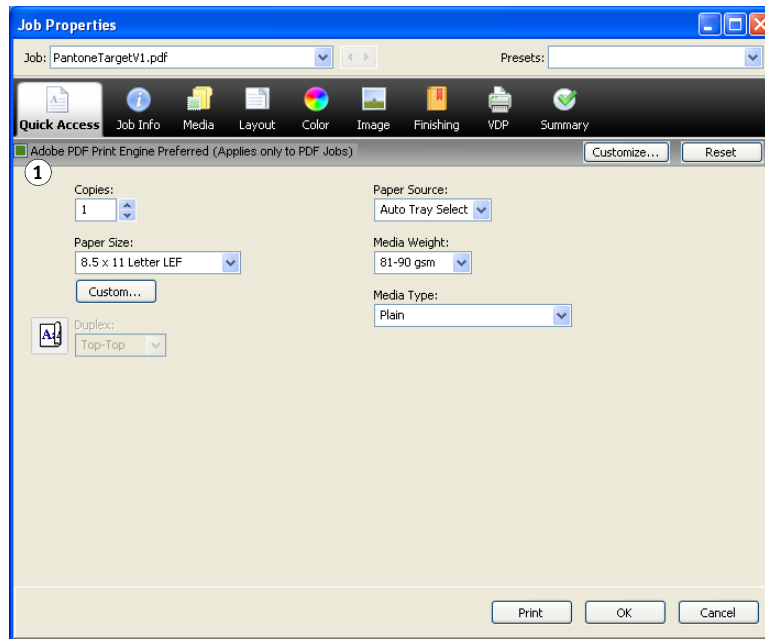 Job Properties
Job: PantoneTargetV1.pdf
Presets:
Quick Access Job Info Media Layout Color Image Finishing VDP Summary
Adobe PDF Print Engine Preferred (Applies only to PDF Jobs) Customize... Reset
1
Copies:
1
Paper Size:
8.5 x 11 Letter LEF
Custom...
Duplex:
Top-Top
Paper Source:
Auto Tray Select
Media Weight:
81-90 gsm
Media Type:
Plain
Print OK Cancel